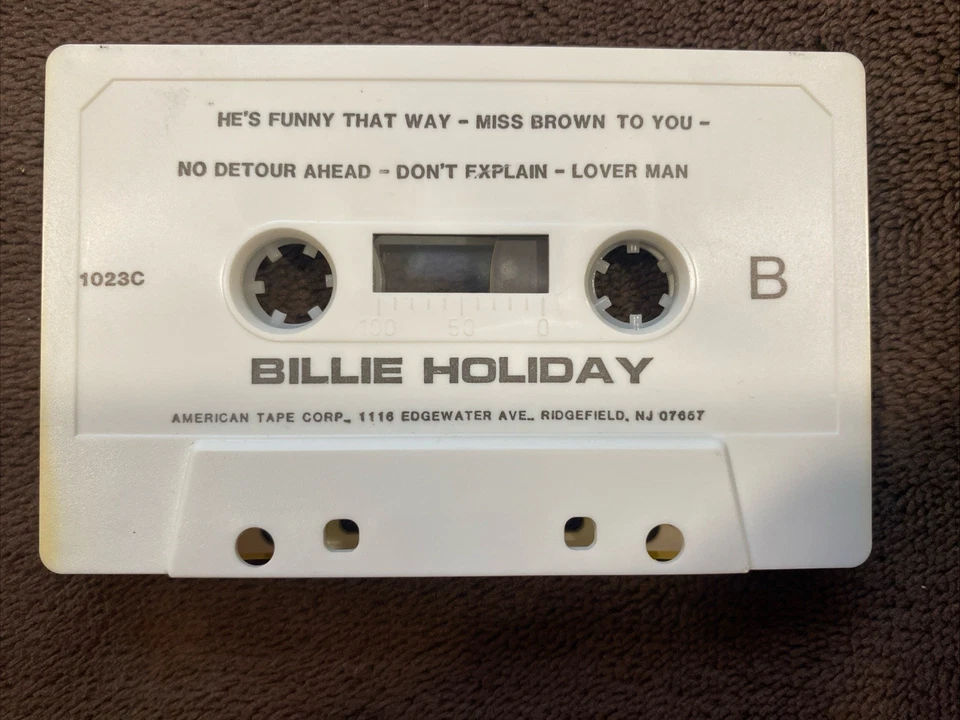 HE'S FUNNY THAT WAY - MISS BROWN TO YOU -
NO DETOUR AHEAD - DON'T EXPLAIN - LOVER MAN
1023C
B
100 50 0
BILLIE HOLIDAY
AMERICAN TAPE CORP., 1116 EDGEWATER AVE., RIDGEFIELD, NJ 07657